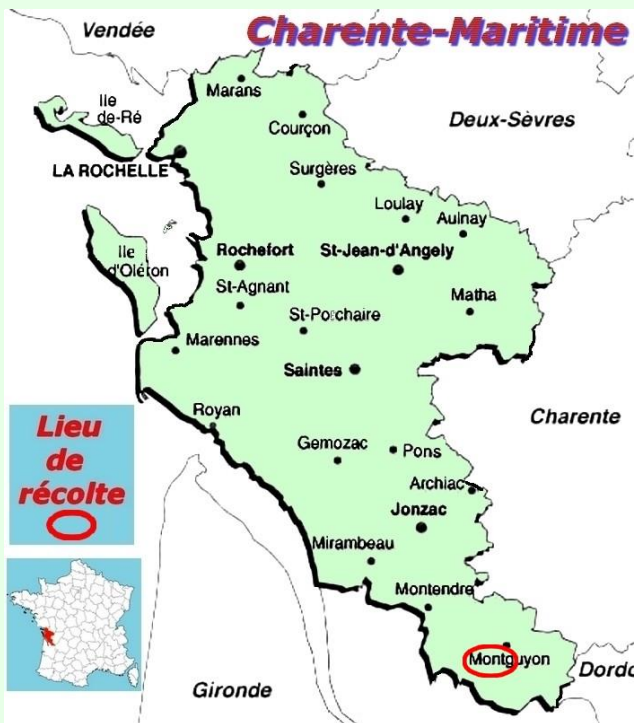 Charente-Maritime
Vendée
Marans
Ile
de-Ré
Courçon
Deux-Sèvres
LA ROCHELLE
Surgères
Loulay
Aulnay
Ile
d'Oléron
Rochefort
St-Jean-d'Angely
St-Agnant
Matha
St-Porchaire
Marennes
Saintes
Royan
Charente
Lieu
de
récolte
Gemozac
Pons
Archiac
Jonzac
Mirambeau
Montendre
Montguyon
Dordo
Gironde